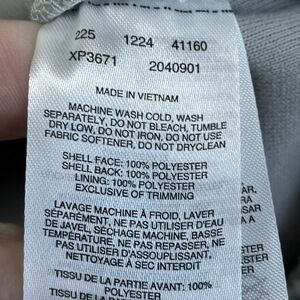 225 1224 41160
XP3671 2040901
MADE IN VIETNAM
MACHINE WASH COLD, WASH
SEPARATELY, DO NOT BLEACH, TUMBLE
DRY LOW, DO NOT IRON, DO NOT USE
FABRIC SOFTENER, DO NOT DRYCLEAN
SHELL FACE: 100% POLYESTER
SHELL BACK: 100% POLYESTER
LINING: 100% POLYESTER
EXCLUSIVE OF TRIMMING
LAVAGE MACHINE À FROID, LAVER
SÉPARÉMENT, NE PAS UTILISER D'EAU
DE JAVEL, SÉCHAGE MACHINE, BASSE
TEMPÉRATURE, NE PAS REPASSER, NE
PAS UTILISER D'ASSOUPLISSANT,
NETTOYAGE À SEC INTERDIT
TISSU DE LA PARTIE AVANT: 100%
POLYESTER